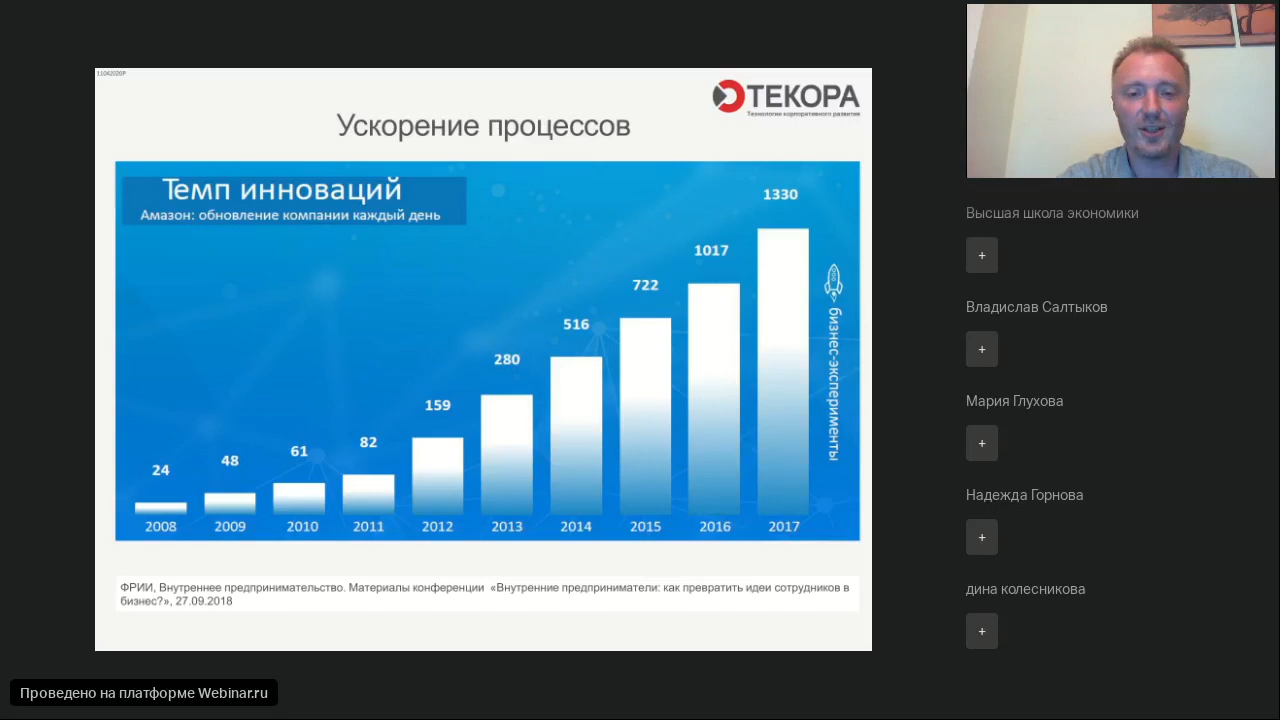 11042020Р
ТЕКОРА
Технологии корпоративного развития
Ускорение процессов
Темп инноваций
Амазон: обновление компании каждый день
24
48
61
82
159
280
516
722
1017
1330
бизнес-эксперименты
2008
2009
2010
2011
2012
2013
2014
2015
2016
2017
ФРИИ, Внутреннее предпринимательство. Материалы конференции «Внутренние предприниматели: как превратить идеи сотрудников в
бизнес?», 27.09.2018
Высшая школа экономики
+
Владислав Салтыков
+
Мария Глухова
+
Надежда Горнова
+
дина колесникова
+
Проведено на платформе Webinar.ru